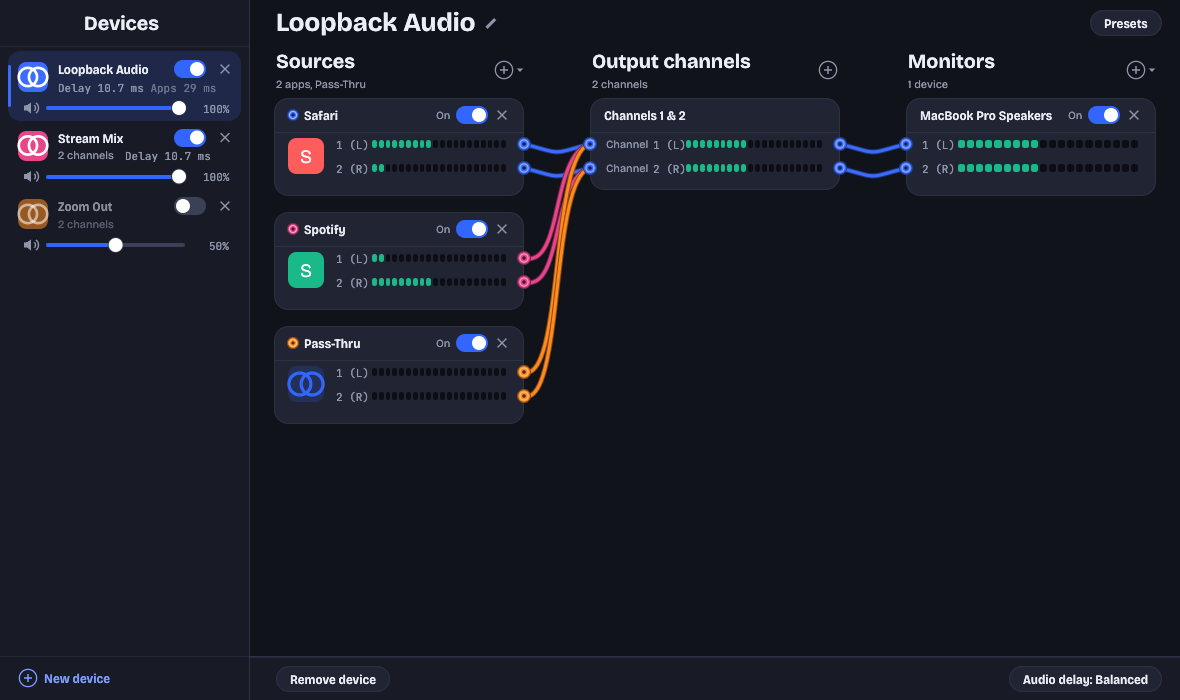 Devices
Loopback Audio
Delay 10.7 ms Apps 29 ms
100%
Stream Mix
2 channels Delay 10.7 ms
100%
Zoom Out
2 channels
50%
New device
Loopback Audio
Presets
Sources
2 apps, Pass-Thru
Output channels
2 channels
Monitors
1 device
Safari On
S
1 (L)
2 (R)
Spotify On
S
1 (L)
2 (R)
Pass-Thru On
1 (L)
2 (R)
Channels 1 & 2
Channel 1 (L)
Channel 2 (R)
MacBook Pro Speakers On
1 (L)
2 (R)
Remove device
Audio delay: Balanced